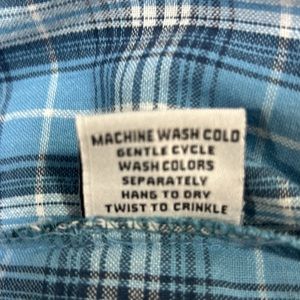 MACHINE WASH COLD
GENTLE CYCLE
WASH COLORS
SEPARATELY
HANG TO DRY
TWIST TO CRINKLE